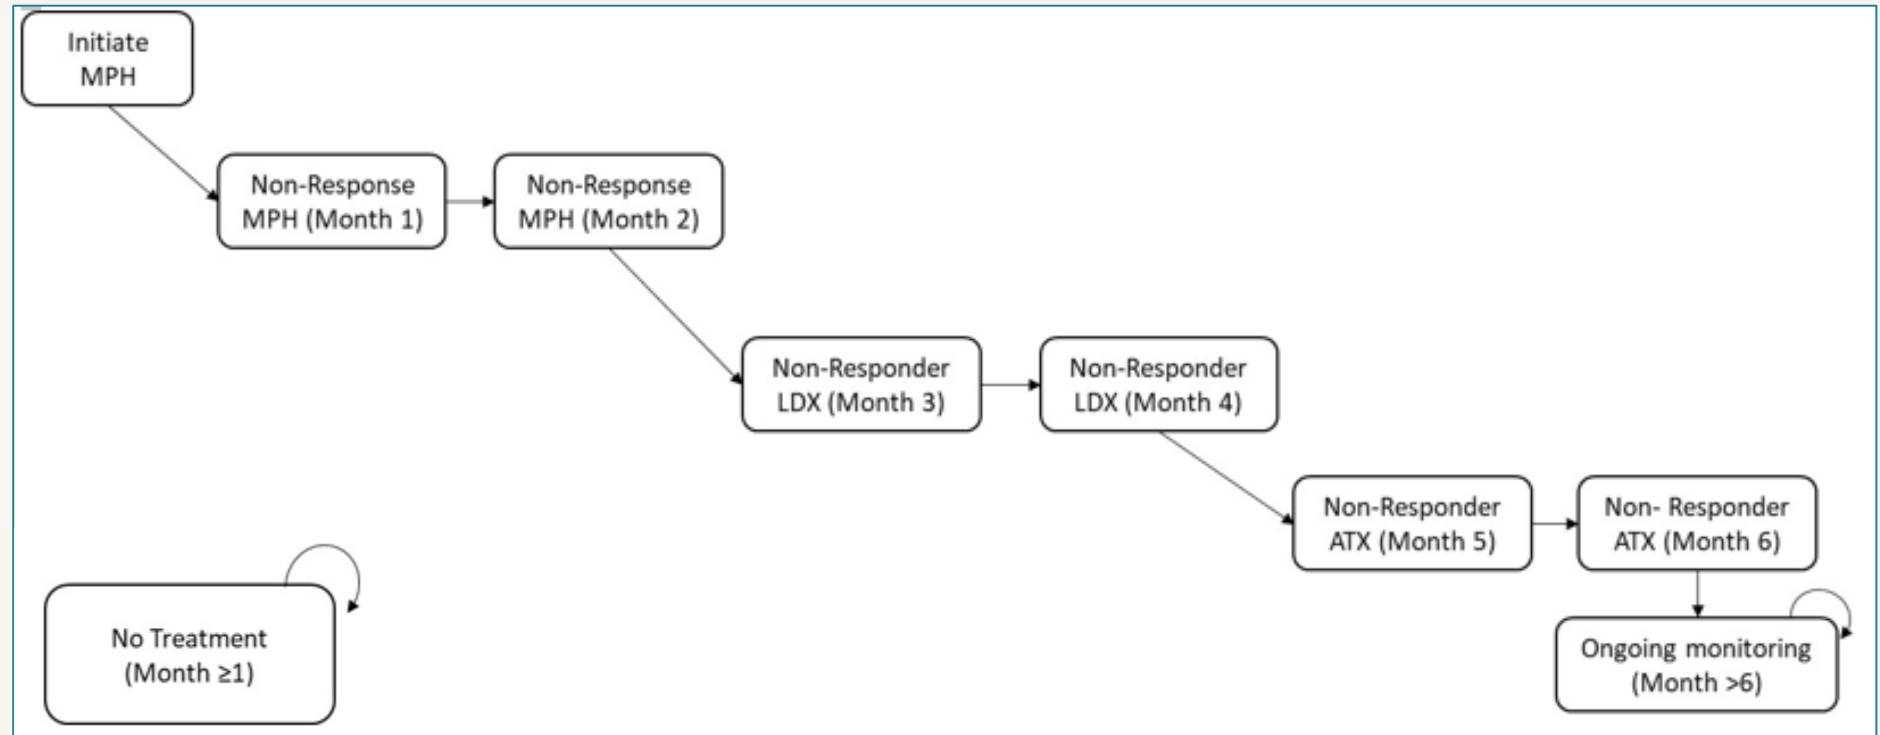 Initiate
MPH
Non-Response
MPH (Month 1)
Non-Response
MPH (Month 2)
Non-Responder
LDX (Month 3)
Non-Responder
LDX (Month 4)
Non-Responder
ATX (Month 5)
Non- Responder
ATX (Month 6)
No Treatment
(Month ≥1)
Ongoing monitoring
(Month >6)